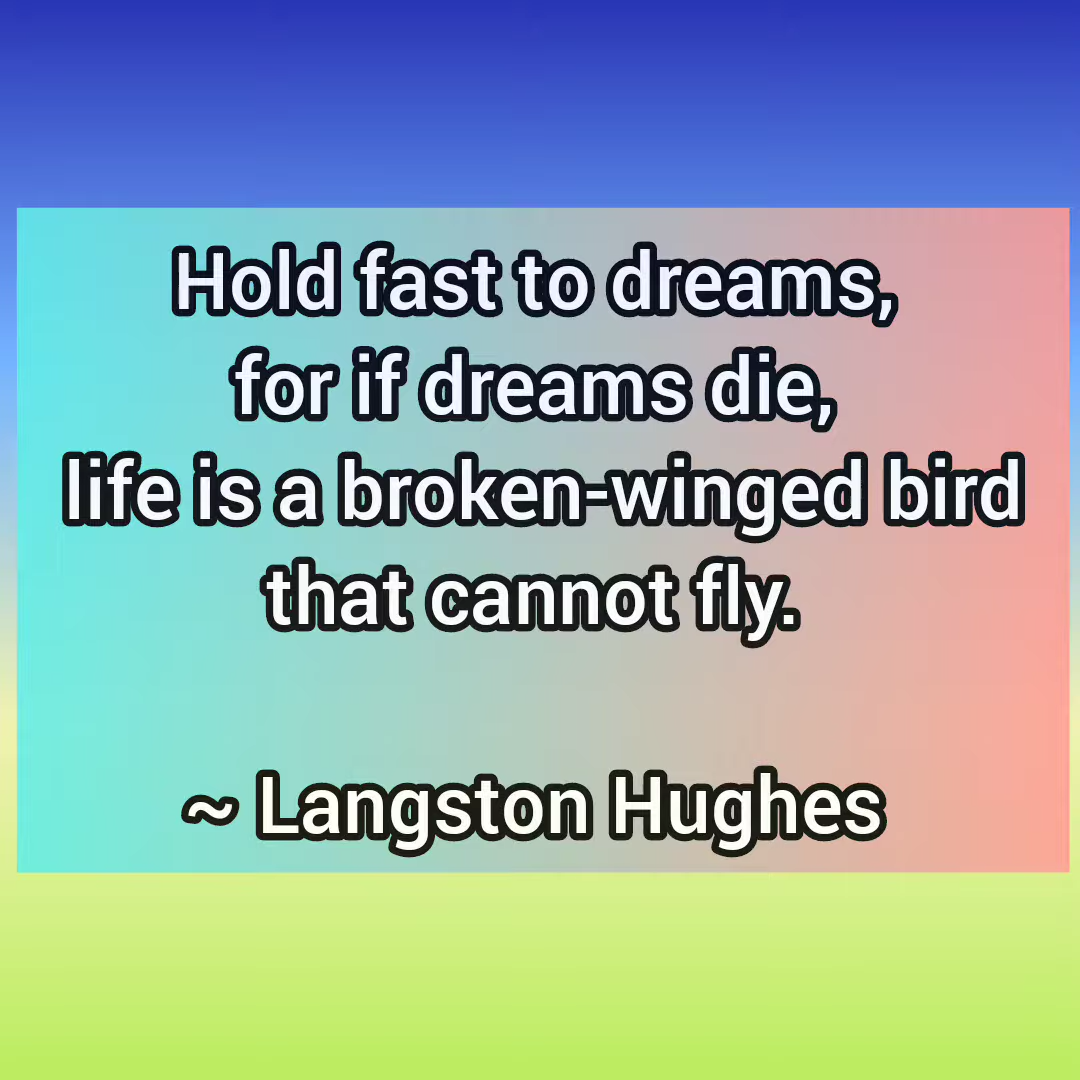 Hold fast to dreams,
for if dreams die,
life is a broken-winged bird
that cannot fly.
~ Langston Hughes